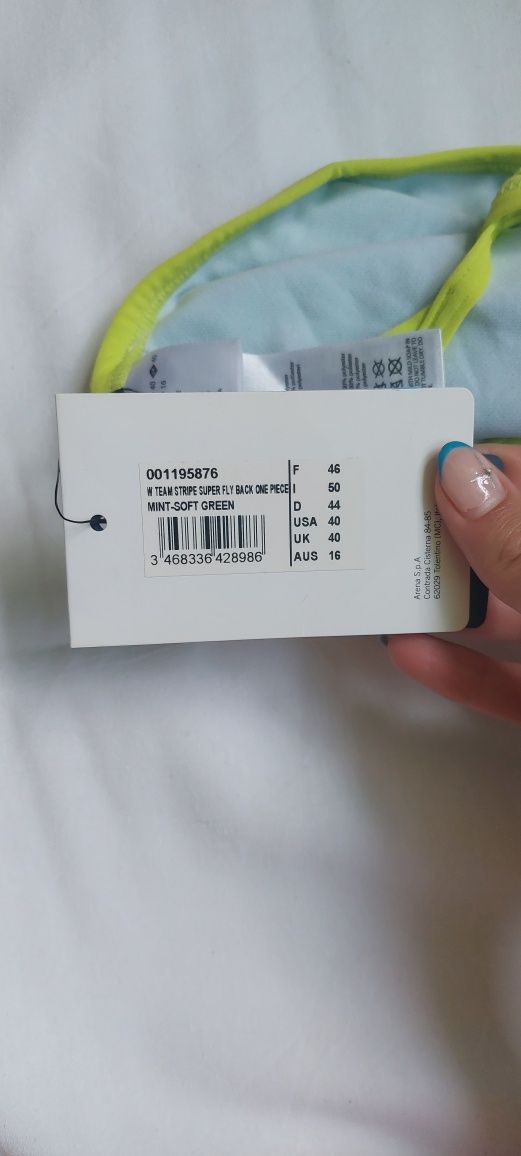 001195876
W TEAM STRIPE SUPER FLY BACK ONE PIECE
MINT-SOFT GREEN
3 468336 428986
F 46
I 50
D 44
USA 40
UK 40
AUS 16
Arena S.p.A
Contrada Cisterna 84-85
62029 Tolentino (MC),